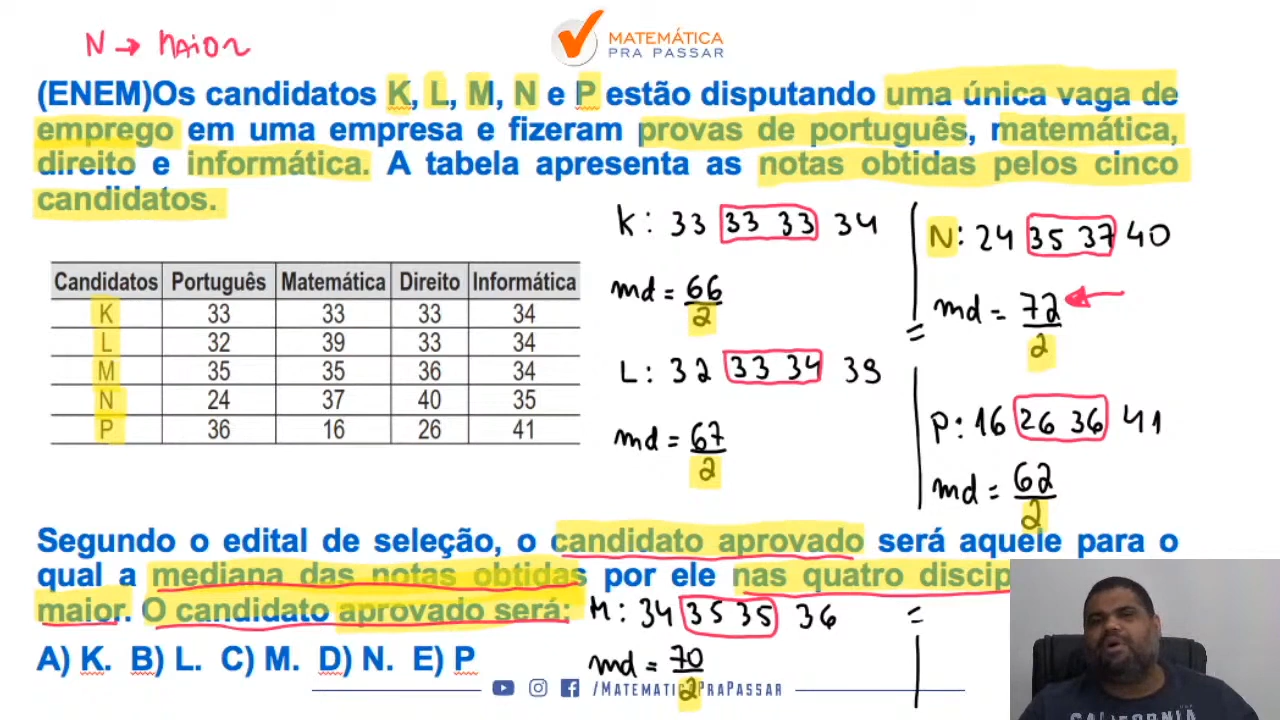 N → MAIOR
MATEMÁTICA
PRA PASSAR
(ENEM)Os candidatos K, L, M, N e P estão disputando uma única vaga de
emprego em uma empresa e fizeram provas de português, matemática,
direito e informática. A tabela apresenta as notas obtidas pelos cinco
candidatos.
Candidatos Português Matemática Direito Informática
K 33 33 33 34
L 32 39 33 34
M 35 35 36 34
N 24 37 40 35
P 36 16 26 41
K: 33 33 33 34
md = 66/2
L: 32 33 34 39
md = 67/2
N: 24 35 37 40
md = 72/2
P: 16 26 36 41
md = 62/2
Segundo o edital de seleção, o candidato aprovado será aquele para o
qual a mediana das notas obtidas por ele nas quatro
maior. O candidato aprovado será:
M: 34 35 35 36
md = 70/2
A) K. B) L. C) M. D) N. E) P
/MATEMATICAPRAPASSAR
CALIFORNIA